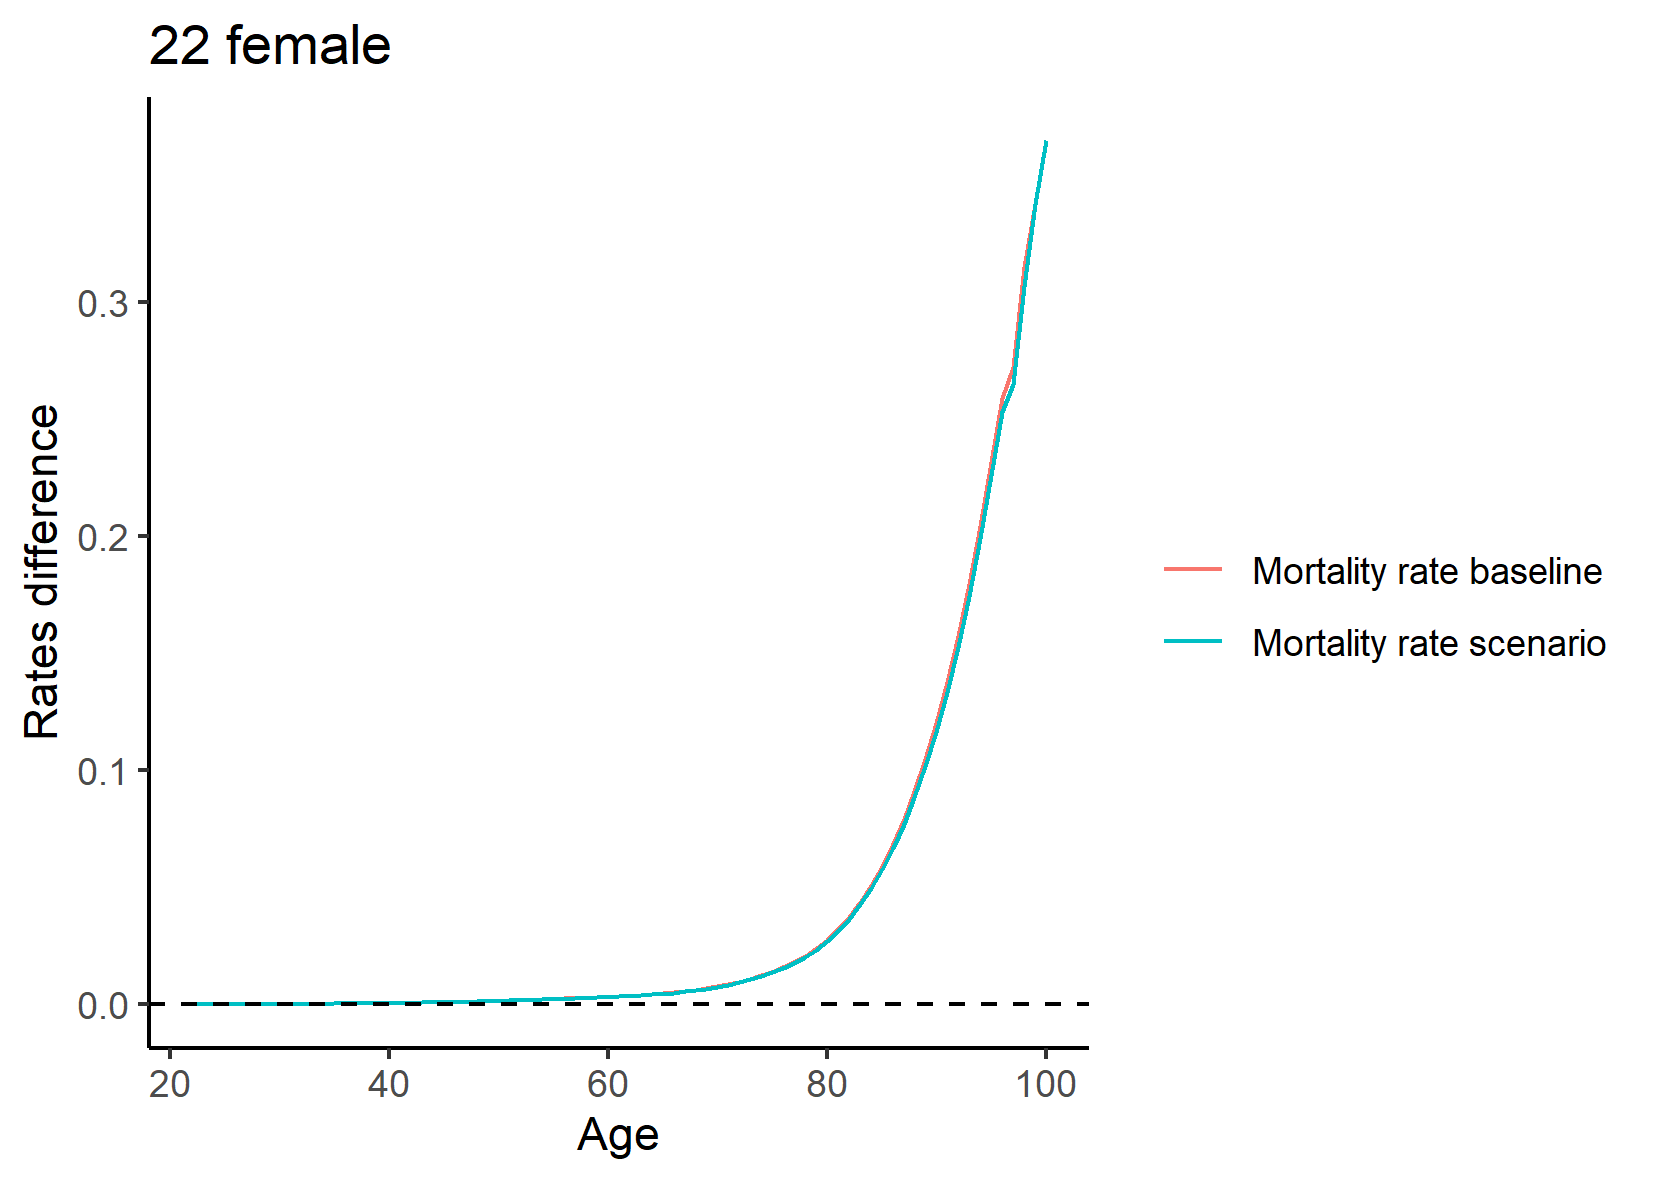 22 female
Rates difference
0.3
0.2
0.1
0.0
20 40 60 80 100
Age
Mortality rate baseline
Mortality rate scenario